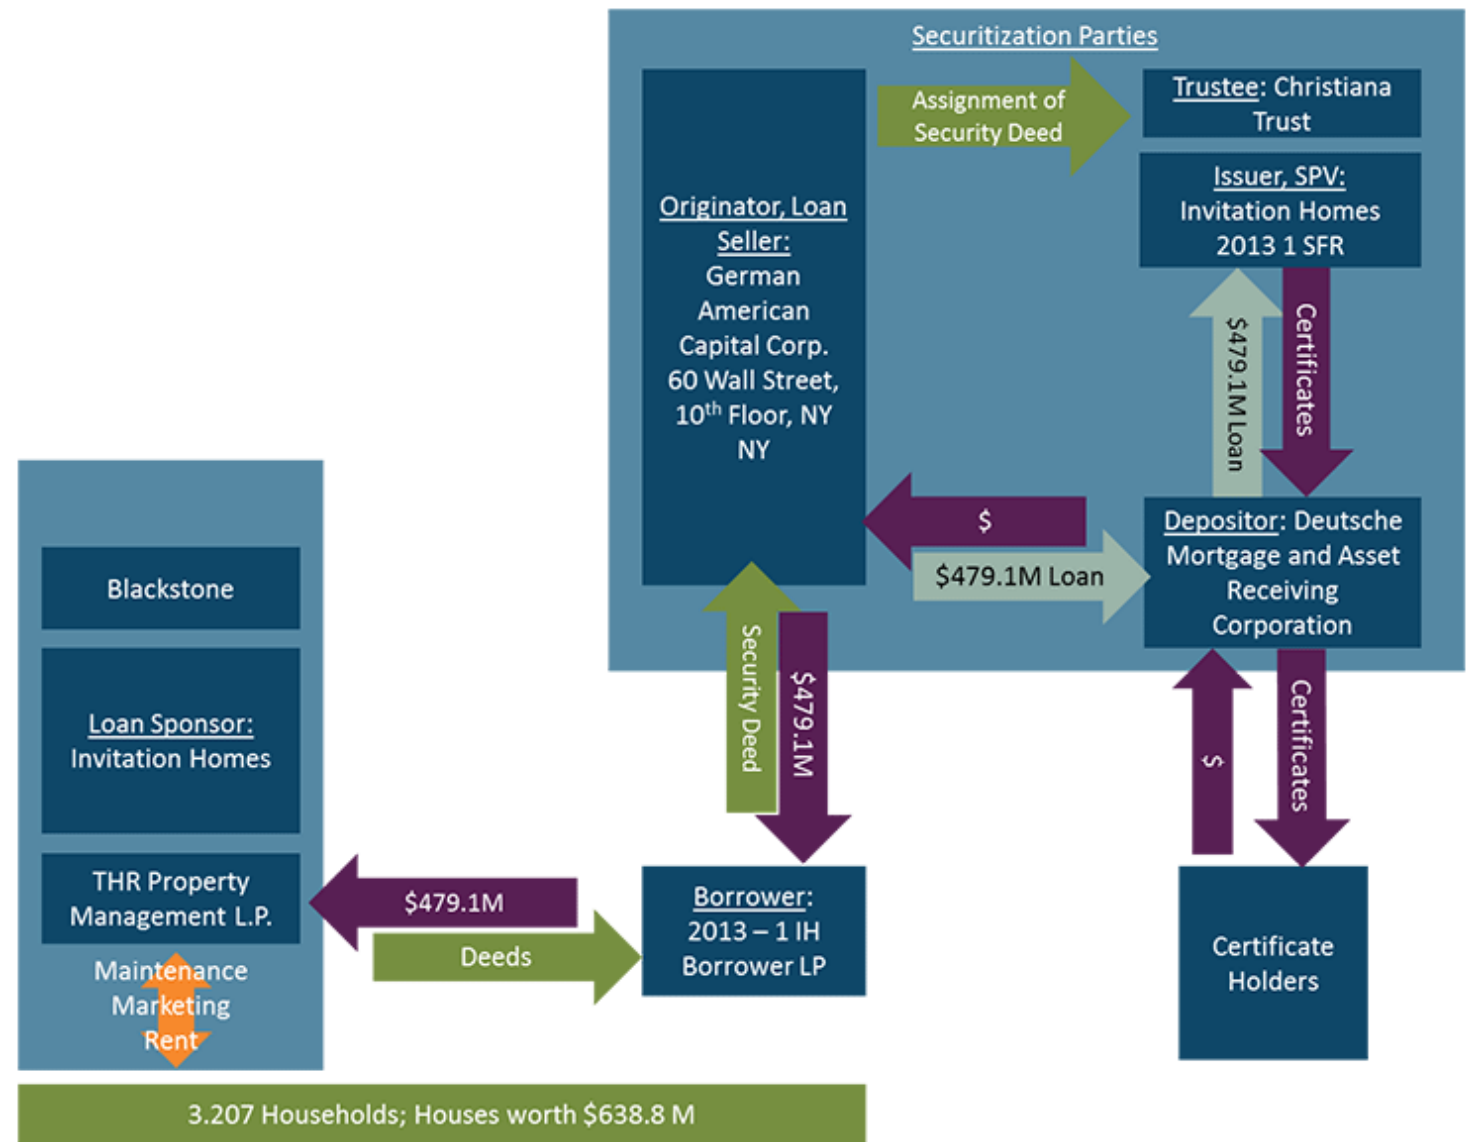 Securitization Parties
Assignment of
Security Deed
Trustee: Christiana
Trust
Issuer, SPV:
Invitation Homes
2013 1 SFR
Originator, Loan
Seller:
German
American
Capital Corp.
60 Wall Street,
10th Floor, NY
NY
$479.1M Loan
Certificates
$
$479.1M Loan
Depositor: Deutsche
Mortgage and Asset
Receiving
Corporation
Blackstone
Loan Sponsor:
Invitation Homes
THR Property
Management L.P.
Maintenance
Marketing
Rent
Security Deed
$479.1M
$479.1M
Deeds
Borrower:
2013 – 1 IH
Borrower LP
$
Certificates
Certificate
Holders
3.207 Households; Houses worth $638.8 M